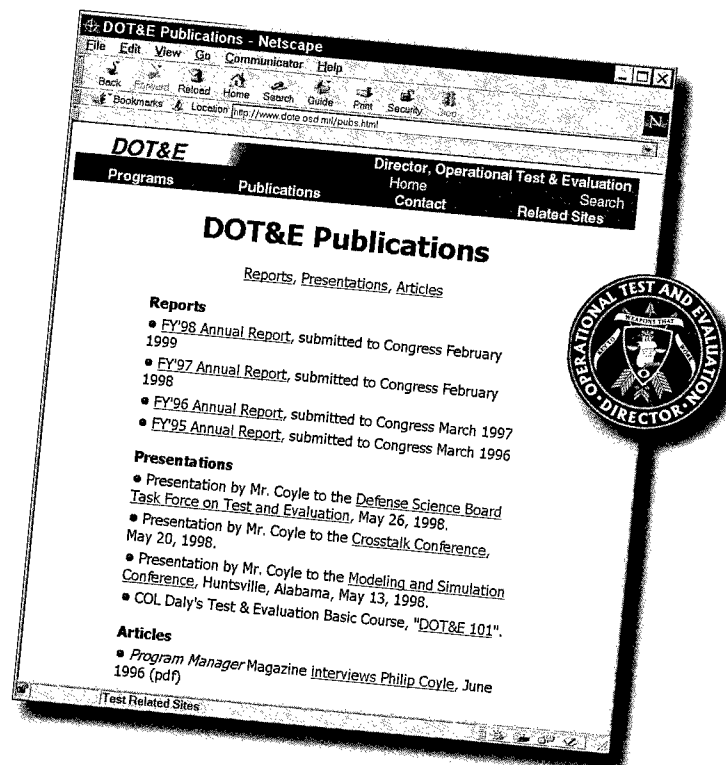 DOT&E Publications - Netscape
File Edit View Go Communicator Help
Back Forward Reload Home Search Guide Print Security Stop
Bookmarks Location http://www.dote.osd.mil/pubs.html
DOT&E
Director, Operational Test & Evaluation
Home Search
Programs Publications Contact Related Sites
DOT&E Publications
Reports, Presentations, Articles
Reports
• FY'98 Annual Report, submitted to Congress February
1999
• FY'97 Annual Report, submitted to Congress February
1998
• FY'96 Annual Report, submitted to Congress March 1997
• FY'95 Annual Report, submitted to Congress March 1996
Presentations
• Presentation by Mr. Coyle to the Defense Science Board
Task Force on Test and Evaluation, May 26, 1998.
• Presentation by Mr. Coyle to the Crosstalk Conference,
May 20, 1998.
• Presentation by Mr. Coyle to the Modeling and Simulation
Conference, Huntsville, Alabama, May 13, 1998.
• COL Daly's Test & Evaluation Basic Course, "DOT&E 101".
Articles
• Program Manager Magazine interviews Philip Coyle, June
1996 (pdf)
Test Related Sites
OPERATIONAL TEST AND EVALUATION
DIRECTOR
WEAPONS THAT
WORK